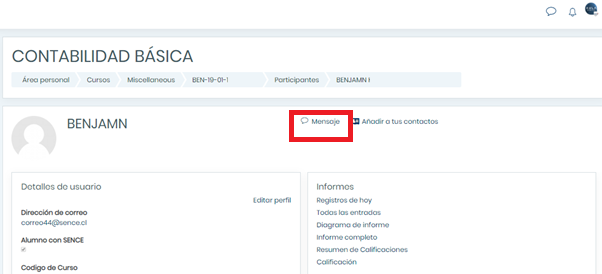 CONTABILIDAD BÁSICA
Área personal Cursos Miscellaneous BEN-19-01-1 Participantes BENJAMN
BENJAMN
Mensaje Añadir a tus contactos
Detalles de usuario
Editar perfil
Dirección de correo
correo44@sence.cl
Alumno con SENCE
Codigo de Curso
Informes
Registros de hoy
Todas las entradas
Diagrama de informe
Informe completo
Resumen de Calificaciones
Calificación